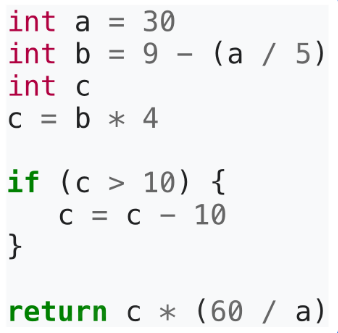 int a = 30
int b = 9 − (a / 5)
int c
c = b * 4

if (c > 10) {
   c = c − 10
}

return c * (60 / a)